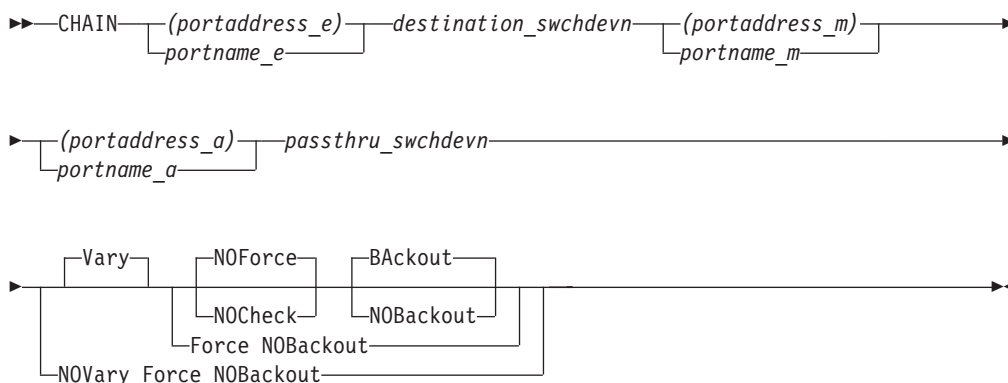 CHAIN (portaddress_e) destination_swchdevn (portaddress_m)
portname_e portname_m
(portaddress_a) passthru_swchdevn
portname_a
Vary NOForce BAckout
NOCheck NOBackout
Force NOBackout
NOVary Force NOBackout